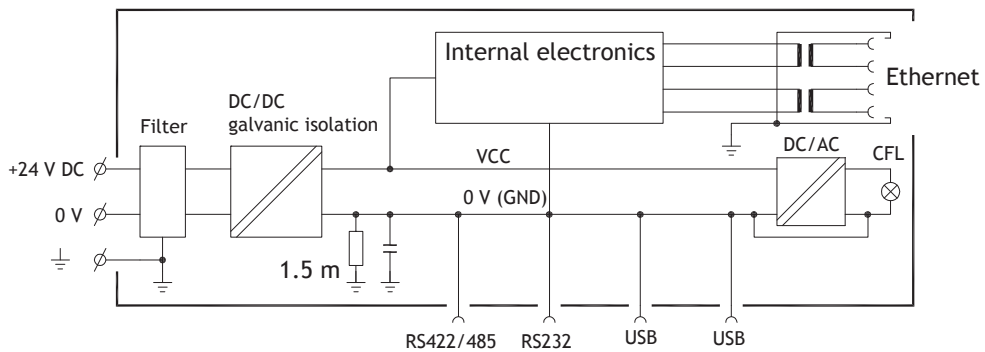 Internal electronics
Ethernet
DC/DC
galvanic isolation
Filter
DC/AC
CFL
+24 V DC
VCC
0 V
0 V (GND)
1.5 m
RS422/485
RS232
USB
USB